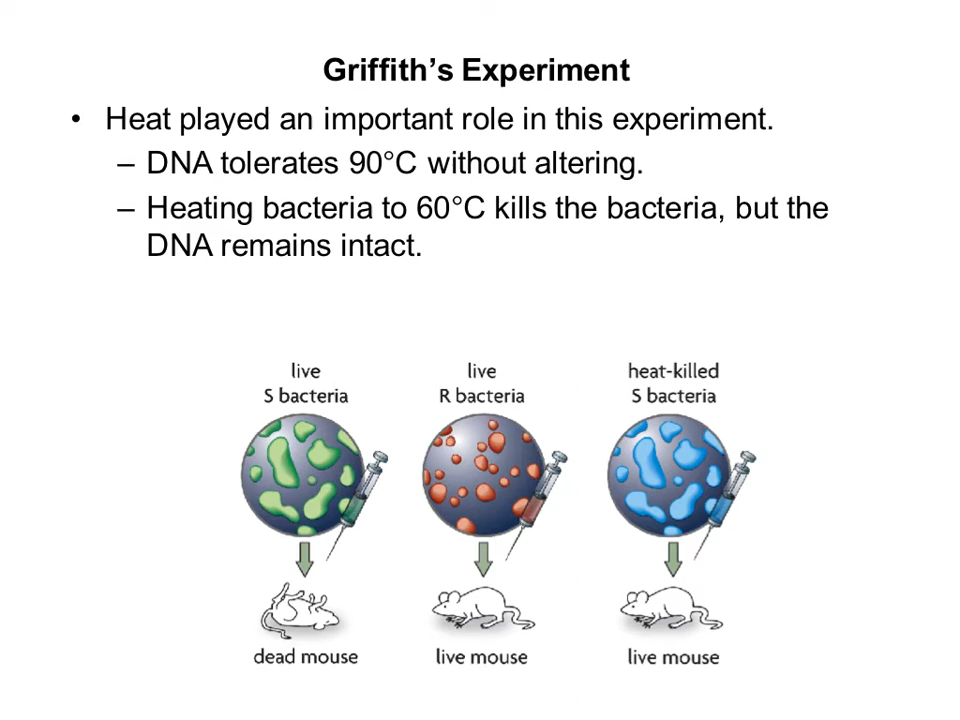 Griffith’s Experiment
• Heat played an important role in this experiment.
– DNA tolerates 90°C without altering.
– Heating bacteria to 60°C kills the bacteria, but the
DNA remains intact.
live
S bacteria
live
R bacteria
heat-killed
S bacteria
dead mouse
live mouse
live mouse